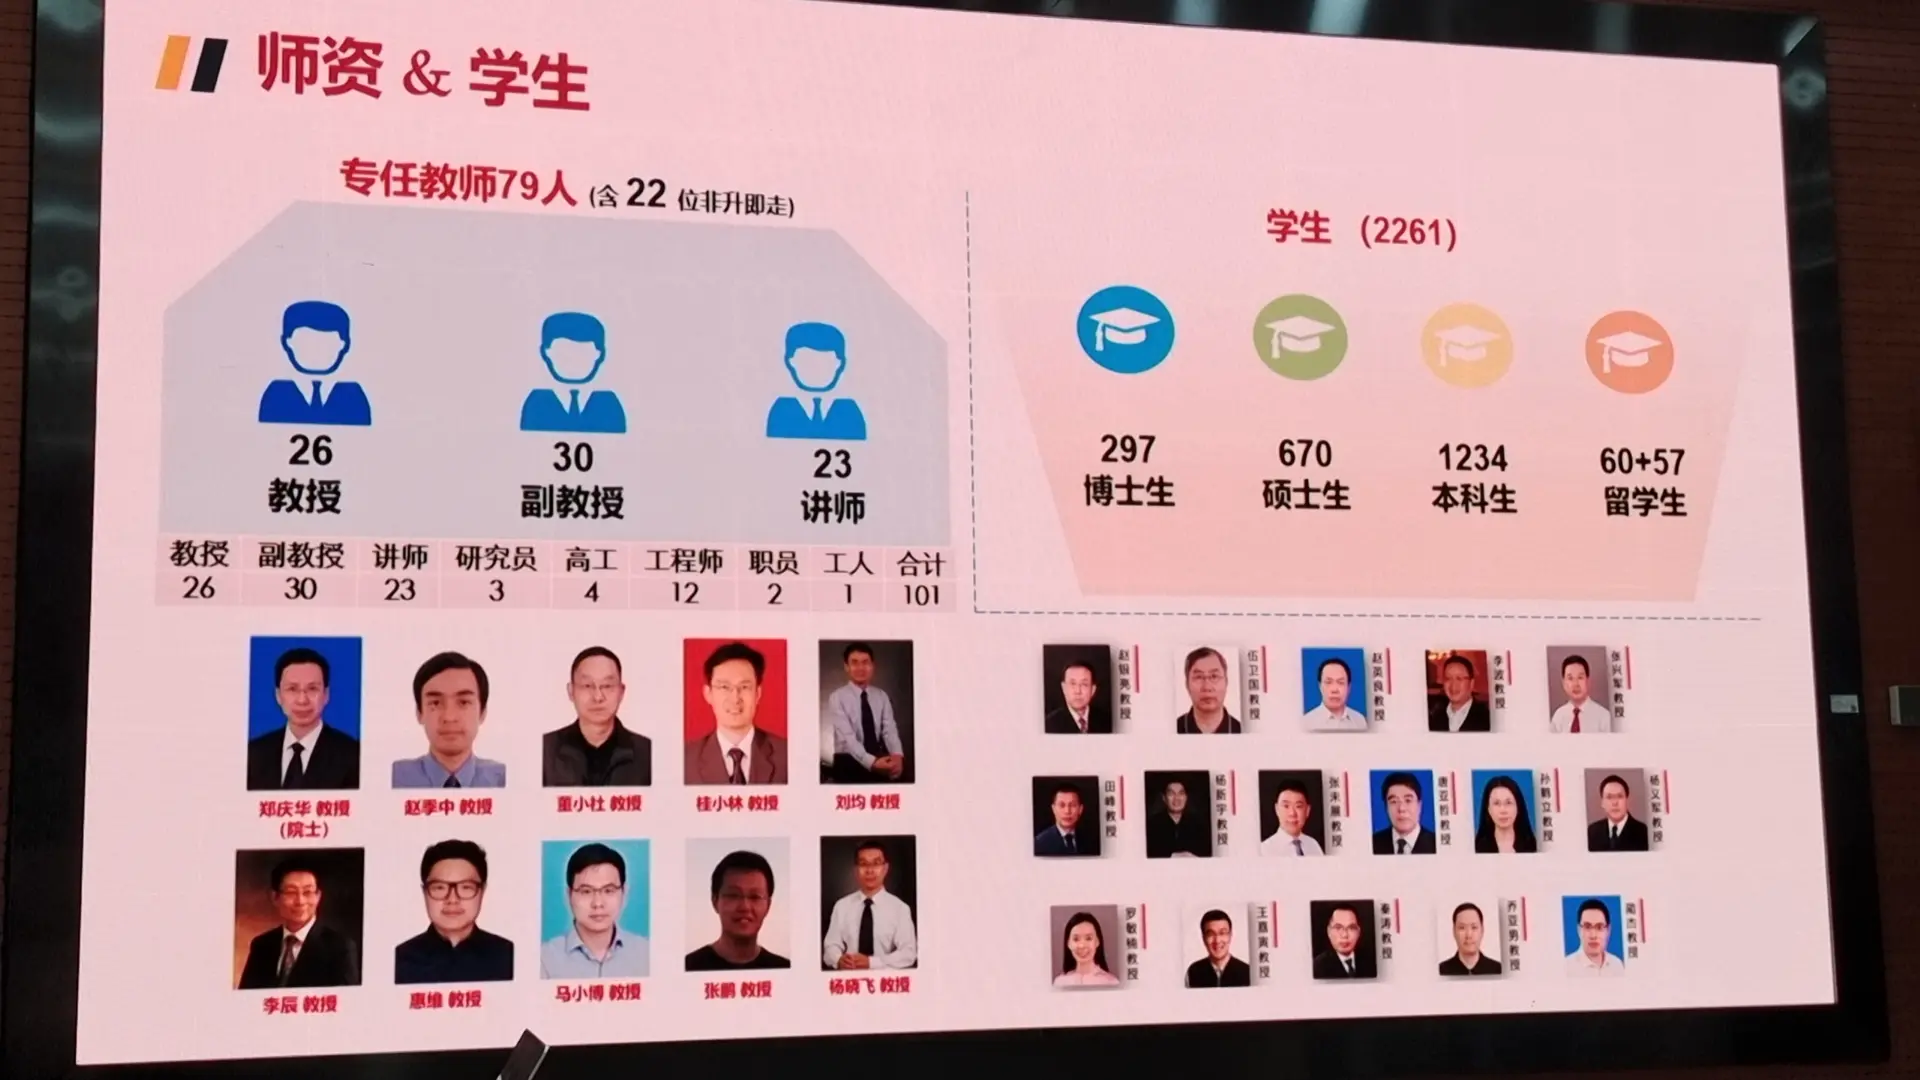 师资 & 学生
专任教师79人 (含 22 位非升即走)
26
教授
30
副教授
23
讲师
教授 副教授 讲师 研究员 高工 工程师 职员 工人 合计
26 30 23 3 4 12 2 1 101
学生 (2261)
297
博士生
670
硕士生
1234
本科生
60+57
留学生
郑庆华 教授
(院士)
赵季中 教授
董小社 教授
桂小林 教授
刘均 教授
李辰 教授
惠维 教授
马小博 教授
张鹏 教授
杨晓飞 教授
赵银亮教授
伍卫国教授
赵英良教授
李波教授
张兴军教授
田峰教授
杨新宇教授
张未展教授
唐亚哲教授
孙鹤立教授
杨义军教授
罗敏楠教授
王嘉寅教授
秦涛教授
乔亚男教授
蔺杰教授